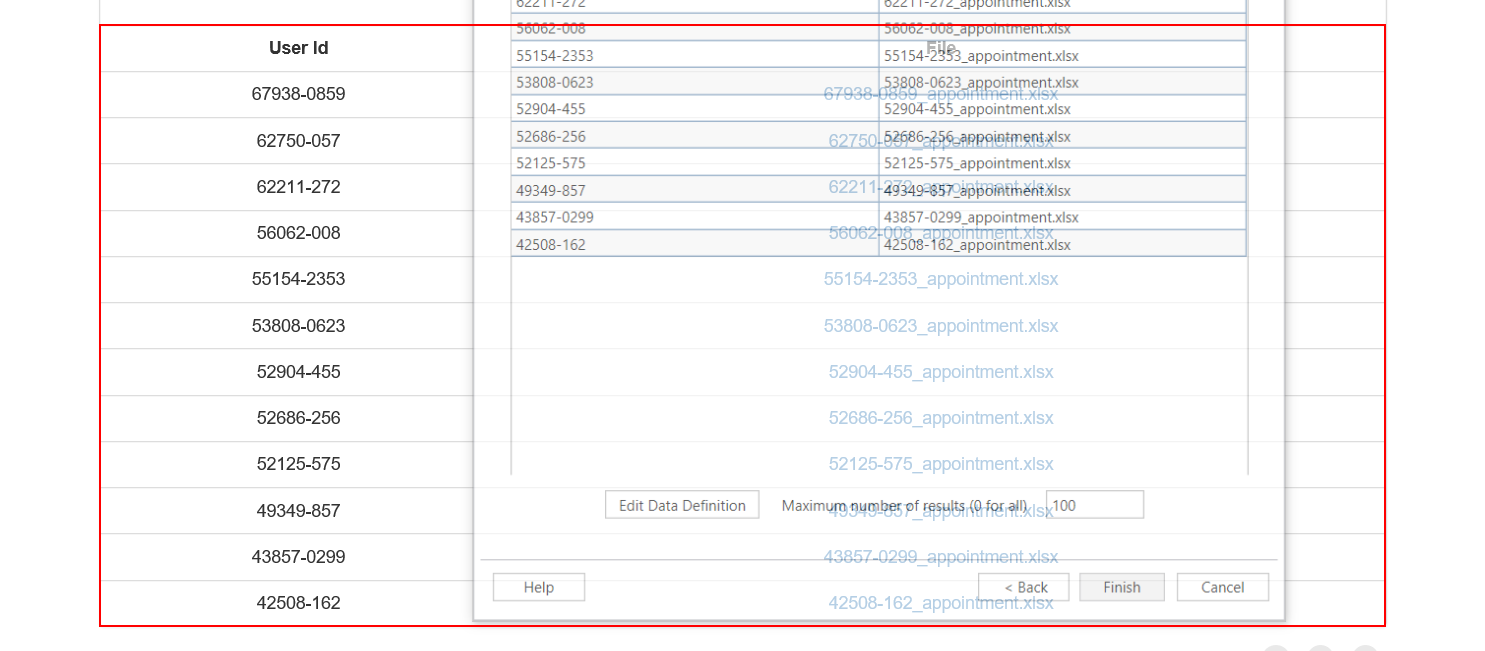 62211-272 62211-272_appointment.xlsx
56062-008 56062-008_appointment.xlsx
User Id File
55154-2353 55154-2353_appointment.xlsx
53808-0623 53808-0623_appointment.xlsx
67938-0859 67938-0859_appointment.xlsx
52904-455 52904-455_appointment.xlsx
52686-256 52686-256_appointment.xlsx
62750-057 62750-057_appointment.xlsx
52125-575 52125-575_appointment.xlsx
62211-272 62211-272_appointment.xlsx
49349-857 49349-857_appointment.xlsx
43857-0299 43857-0299_appointment.xlsx
56062-008 56062-008_appointment.xlsx
42508-162 42508-162_appointment.xlsx
55154-2353 55154-2353_appointment.xlsx
53808-0623 53808-0623_appointment.xlsx
52904-455 52904-455_appointment.xlsx
52686-256 52686-256_appointment.xlsx
52125-575 52125-575_appointment.xlsx
Edit Data Definition Maximum number of results (0 for all) 100
49349-857 49349-857_appointment.xlsx
43857-0299 43857-0299_appointment.xlsx
Help < Back Finish Cancel
42508-162 42508-162_appointment.xlsx